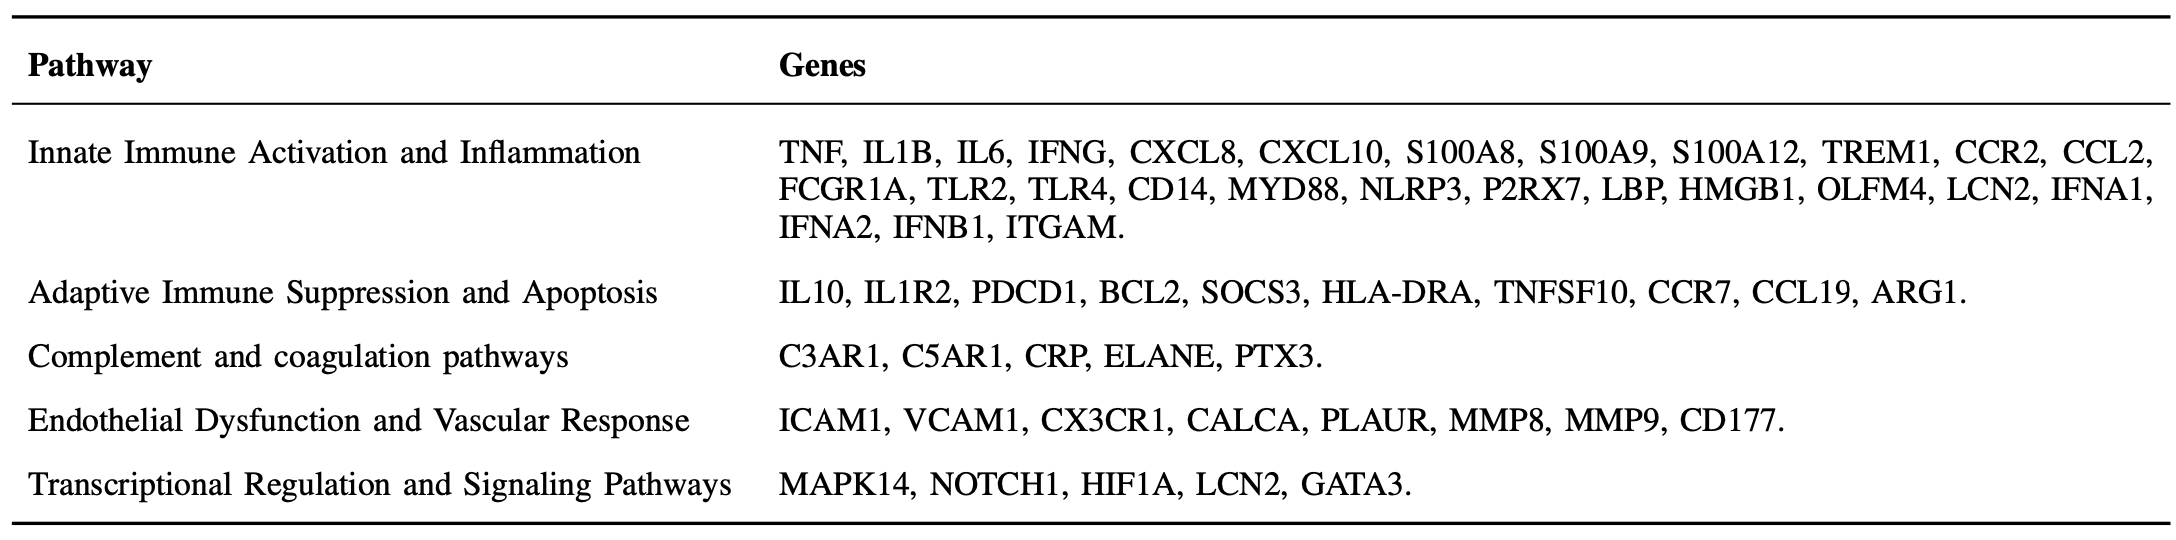 Pathway Genes
Innate Immune Activation and Inflammation TNF, IL1B, IL6, IFNG, CXCL8, CXCL10, S100A8, S100A9, S100A12, TREM1, CCR2, CCL2,
FCGR1A, TLR2, TLR4, CD14, MYD88, NLRP3, P2RX7, LBP, HMGB1, OLFM4, LCN2, IFNA1,
IFNA2, IFNB1, ITGAM.
Adaptive Immune Suppression and Apoptosis IL10, IL1R2, PDCD1, BCL2, SOCS3, HLA-DRA, TNFSF10, CCR7, CCL19, ARG1.
Complement and coagulation pathways C3AR1, C5AR1, CRP, ELANE, PTX3.
Endothelial Dysfunction and Vascular Response ICAM1, VCAM1, CX3CR1, CALCA, PLAUR, MMP8, MMP9, CD177.
Transcriptional Regulation and Signaling Pathways MAPK14, NOTCH1, HIF1A, LCN2, GATA3.